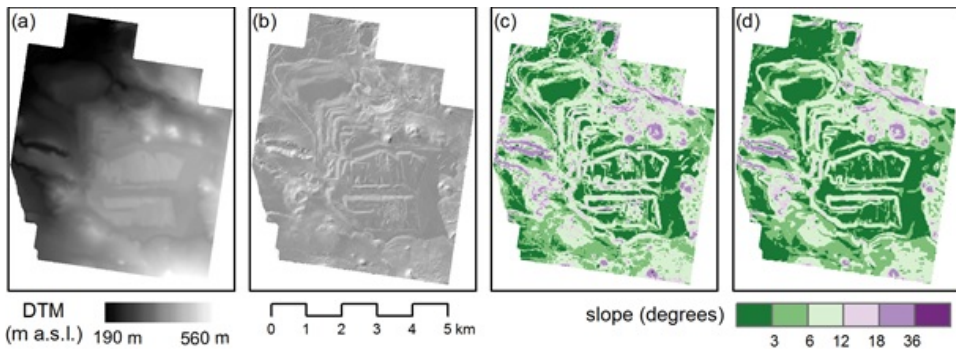 (a) (b) (c) (d)
DTM
(m a.s.l.)
190 m 560 m
0 1 2 3 4 5 km
slope (degrees)
3 6 12 18 36